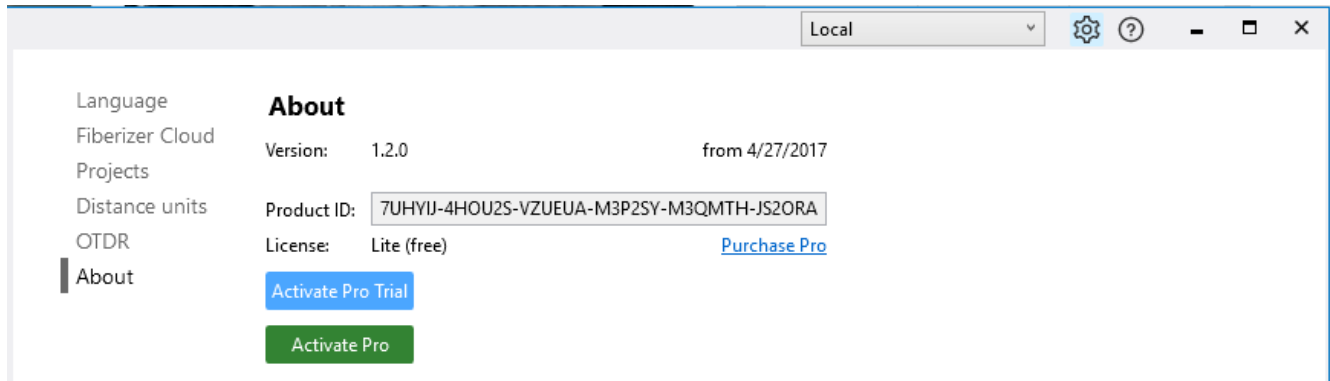 Local
Language
Fiberizer Cloud
Projects
Distance units
OTDR
About
About
Version: 1.2.0 from 4/27/2017
Product ID: 7UHYIJ-4HOU2S-VZUEUA-M3P2SY-M3QMTH-JS2ORA
License: Lite (free) Purchase Pro
Activate Pro Trial
Activate Pro